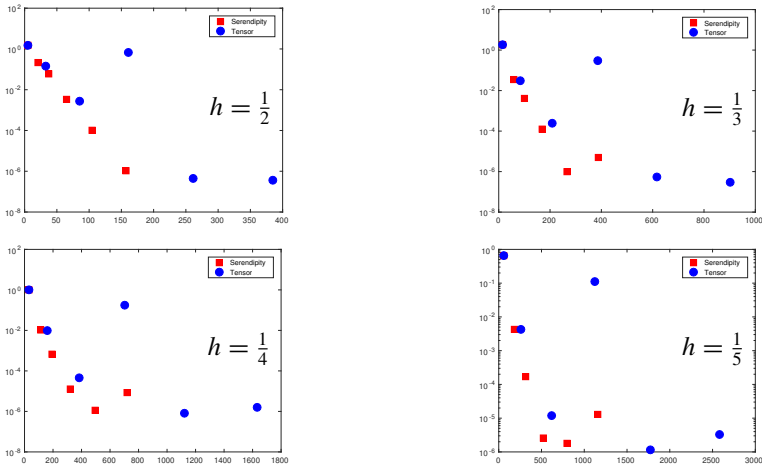 10^2
10^0
10^-2
10^-4
10^-6
10^-8
0 50 100 150 200 250 300 350 400
Serendipity
Tensor
h = 1/2
10^2
10^0
10^-2
10^-4
10^-6
10^-8
0 200 400 600 800 1000
Serendipity
Tensor
h = 1/3
10^2
10^0
10^-2
10^-4
10^-6
10^-8
0 200 400 600 800 1000 1200 1400 1600 1800
Serendipity
Tensor
h = 1/4
10^0
10^-1
10^-2
10^-3
10^-4
10^-5
10^-6
0 500 1000 1500 2000 2500 3000
Serendipity
Tensor
h = 1/5